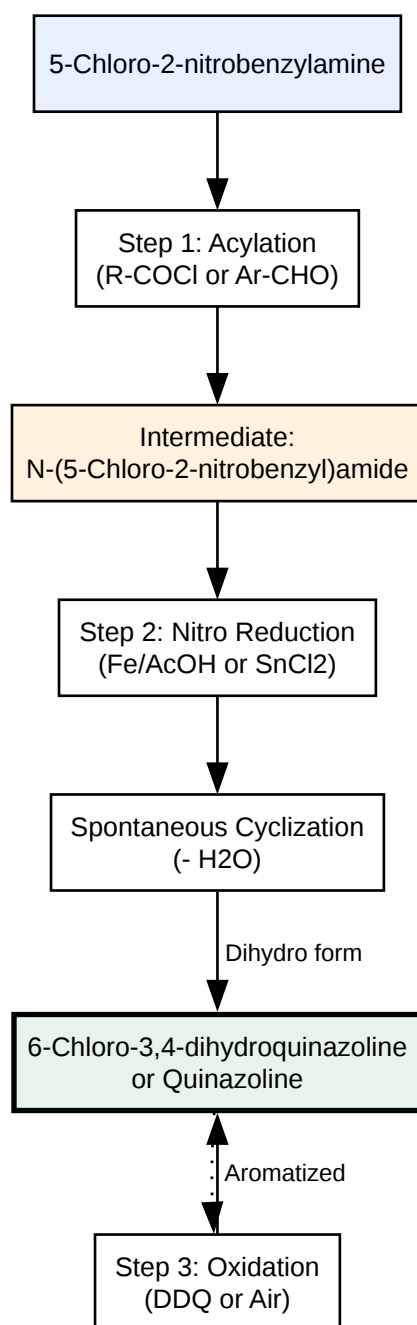 5-Chloro-2-nitrobenzylamine
Step 1: Acylation
(R-COCl or Ar-CHO)
Intermediate:
N-(5-Chloro-2-nitrobenzyl)amide
Step 2: Nitro Reduction
(Fe/AcOH or SnCl2)
Spontaneous Cyclization
(- H2O)
Dihydro form
6-Chloro-3,4-dihydroquinazoline
or Quinazoline
Aromatized
Step 3: Oxidation
(DDQ or Air)